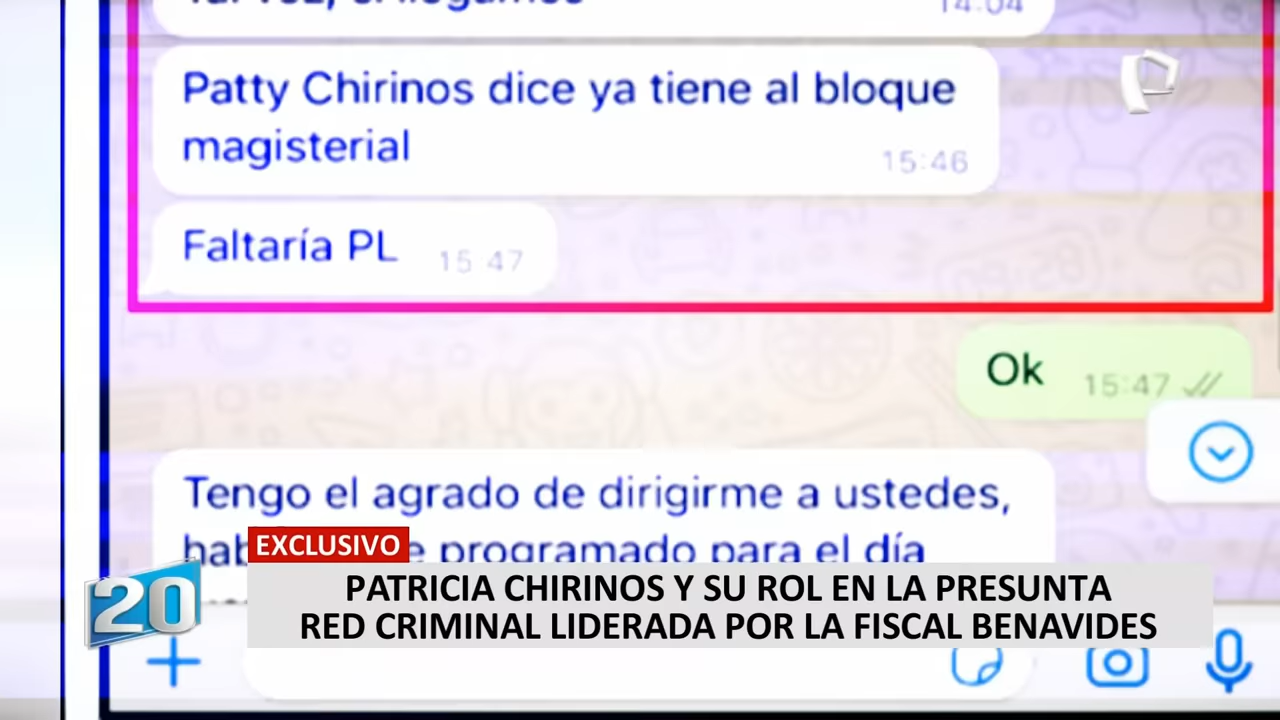 14:04
Patty Chirinos dice ya tiene al bloque
magisterial
15:46
Faltaría PL 15:47
Ok 15:47
Tengo el agrado de dirigirme a ustedes,
programado para el día
EXCLUSIVO
20
PATRICIA CHIRINOS Y SU ROL EN LA PRESUNTA
RED CRIMINAL LIDERADA POR LA FISCAL BENAVIDES